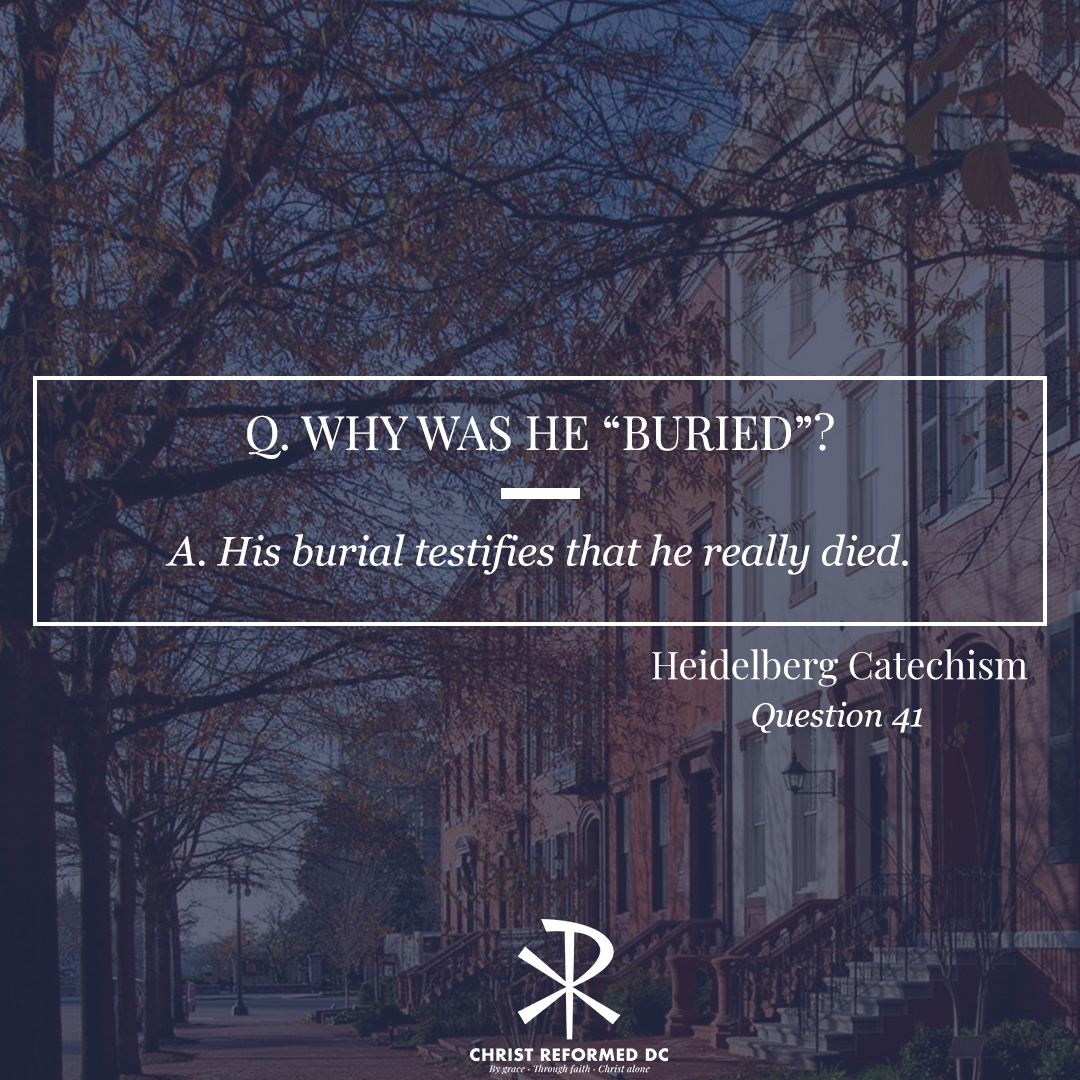 Q. WHY WAS HE “BURIED”?
A. His burial testifies that he really died.
Heidelberg Catechism
Question 41
CHRIST REFORMED DC
By grace · Through faith · Christ alone